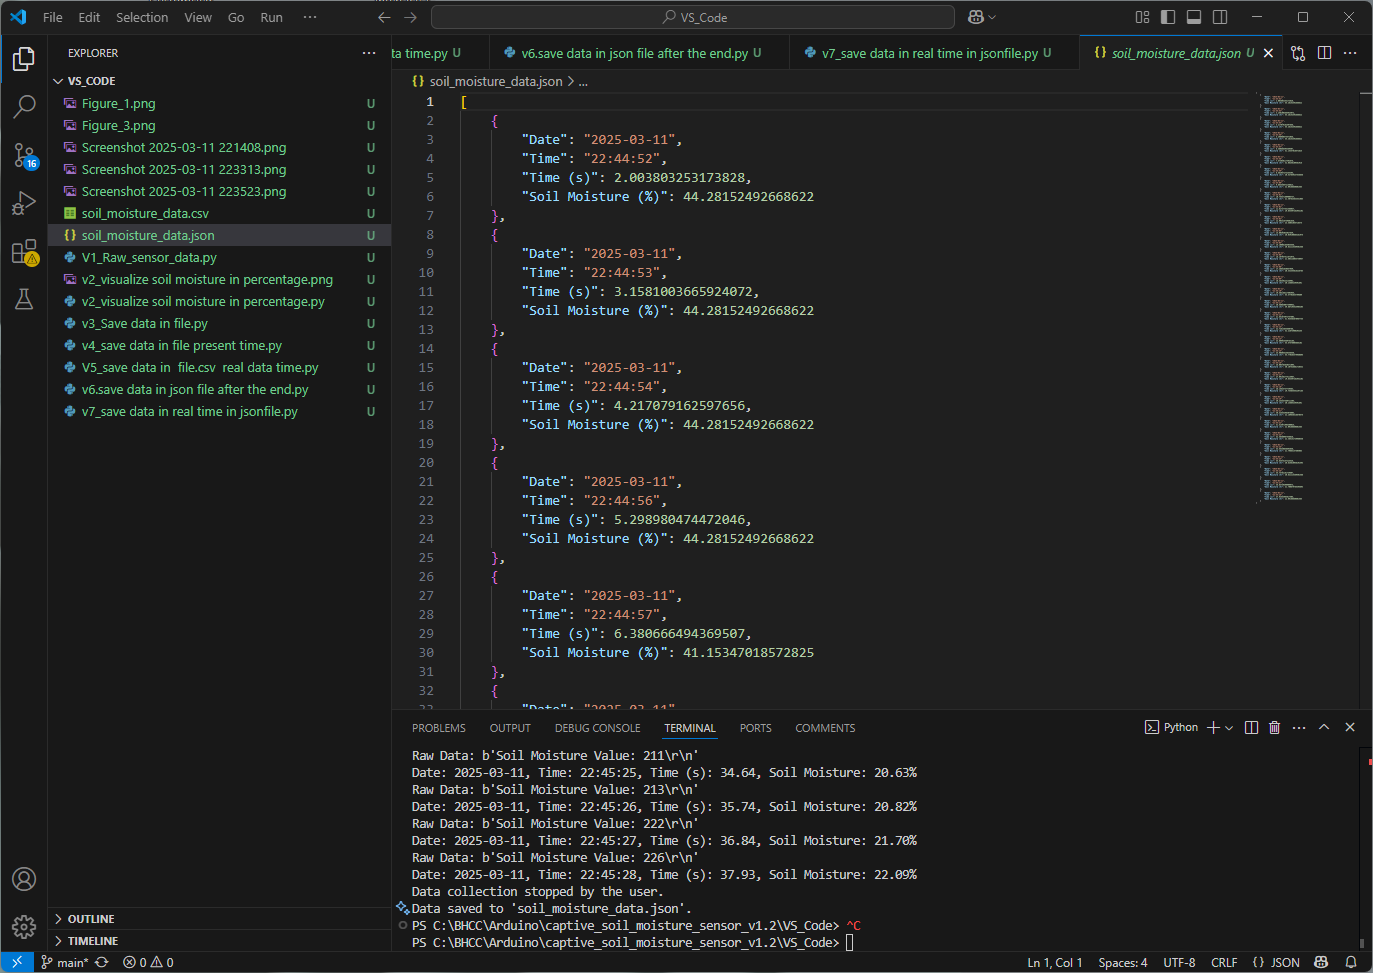 File Edit Selection View Go Run ··· VS_Code
EXPLORER ···
VS_CODE
Figure_1.png U
Figure_3.png U
Screenshot 2025-03-11 221408.png U
Screenshot 2025-03-11 223313.png U
Screenshot 2025-03-11 223523.png U
soil_moisture_data.csv U
{} soil_moisture_data.json U
V1_Raw_sensor_data.py U
v2_visualize soil moisture in percentage.png U
v2_visualize soil moisture in percentage.py U
v3_Save data in file.py U
v4_save data in file present time.py U
V5_save data in file.csv real data time.py U
v6.save data in json file after the end.py U
v7_save data in real time in jsonfile.py U
16
OUTLINE
TIMELINE
ta time.py U v6.save data in json file after the end.py U v7_save data in real time in jsonfile.py U {} soil_moisture_data.json U
{} soil_moisture_data.json > ...
1 [
2 {
3 "Date": "2025-03-11",
4 "Time": "22:44:52",
5 "Time (s)": 2.003803253173828,
6 "Soil Moisture (%)": 44.28152492668622
7 },
8 {
9 "Date": "2025-03-11",
10 "Time": "22:44:53",
11 "Time (s)": 3.1581003665924072,
12 "Soil Moisture (%)": 44.28152492668622
13 },
14 {
15 "Date": "2025-03-11",
16 "Time": "22:44:54",
17 "Time (s)": 4.217079162597656,
18 "Soil Moisture (%)": 44.28152492668622
19 },
20 {
21 "Date": "2025-03-11",
22 "Time": "22:44:56",
23 "Time (s)": 5.298980474472046,
24 "Soil Moisture (%)": 44.28152492668622
25 },
26 {
27 "Date": "2025-03-11",
28 "Time": "22:44:57",
29 "Time (s)": 6.380666494369507,
30 "Soil Moisture (%)": 41.15347018572825
31 },
32 {
33 "Date": "2025-03-11"
PROBLEMS OUTPUT DEBUG CONSOLE TERMINAL PORTS COMMENTS Python
Raw Data: b'Soil Moisture Value: 211\r\n'
Date: 2025-03-11, Time: 22:45:25, Time (s): 34.64, Soil Moisture: 20.63%
Raw Data: b'Soil Moisture Value: 213\r\n'
Date: 2025-03-11, Time: 22:45:26, Time (s): 35.74, Soil Moisture: 20.82%
Raw Data: b'Soil Moisture Value: 222\r\n'
Date: 2025-03-11, Time: 22:45:27, Time (s): 36.84, Soil Moisture: 21.70%
Raw Data: b'Soil Moisture Value: 226\r\n'
Date: 2025-03-11, Time: 22:45:28, Time (s): 37.93, Soil Moisture: 22.09%
Data collection stopped by the user.
Data saved to 'soil_moisture_data.json'.
PS C:\BHCC\Arduino\captive_soil_moisture_sensor_v1.2\VS_Code> ^C
PS C:\BHCC\Arduino\captive_soil_moisture_sensor_v1.2\VS_Code>
main* 0 0 Ln 1, Col 1 Spaces: 4 UTF-8 CRLF {} JSON